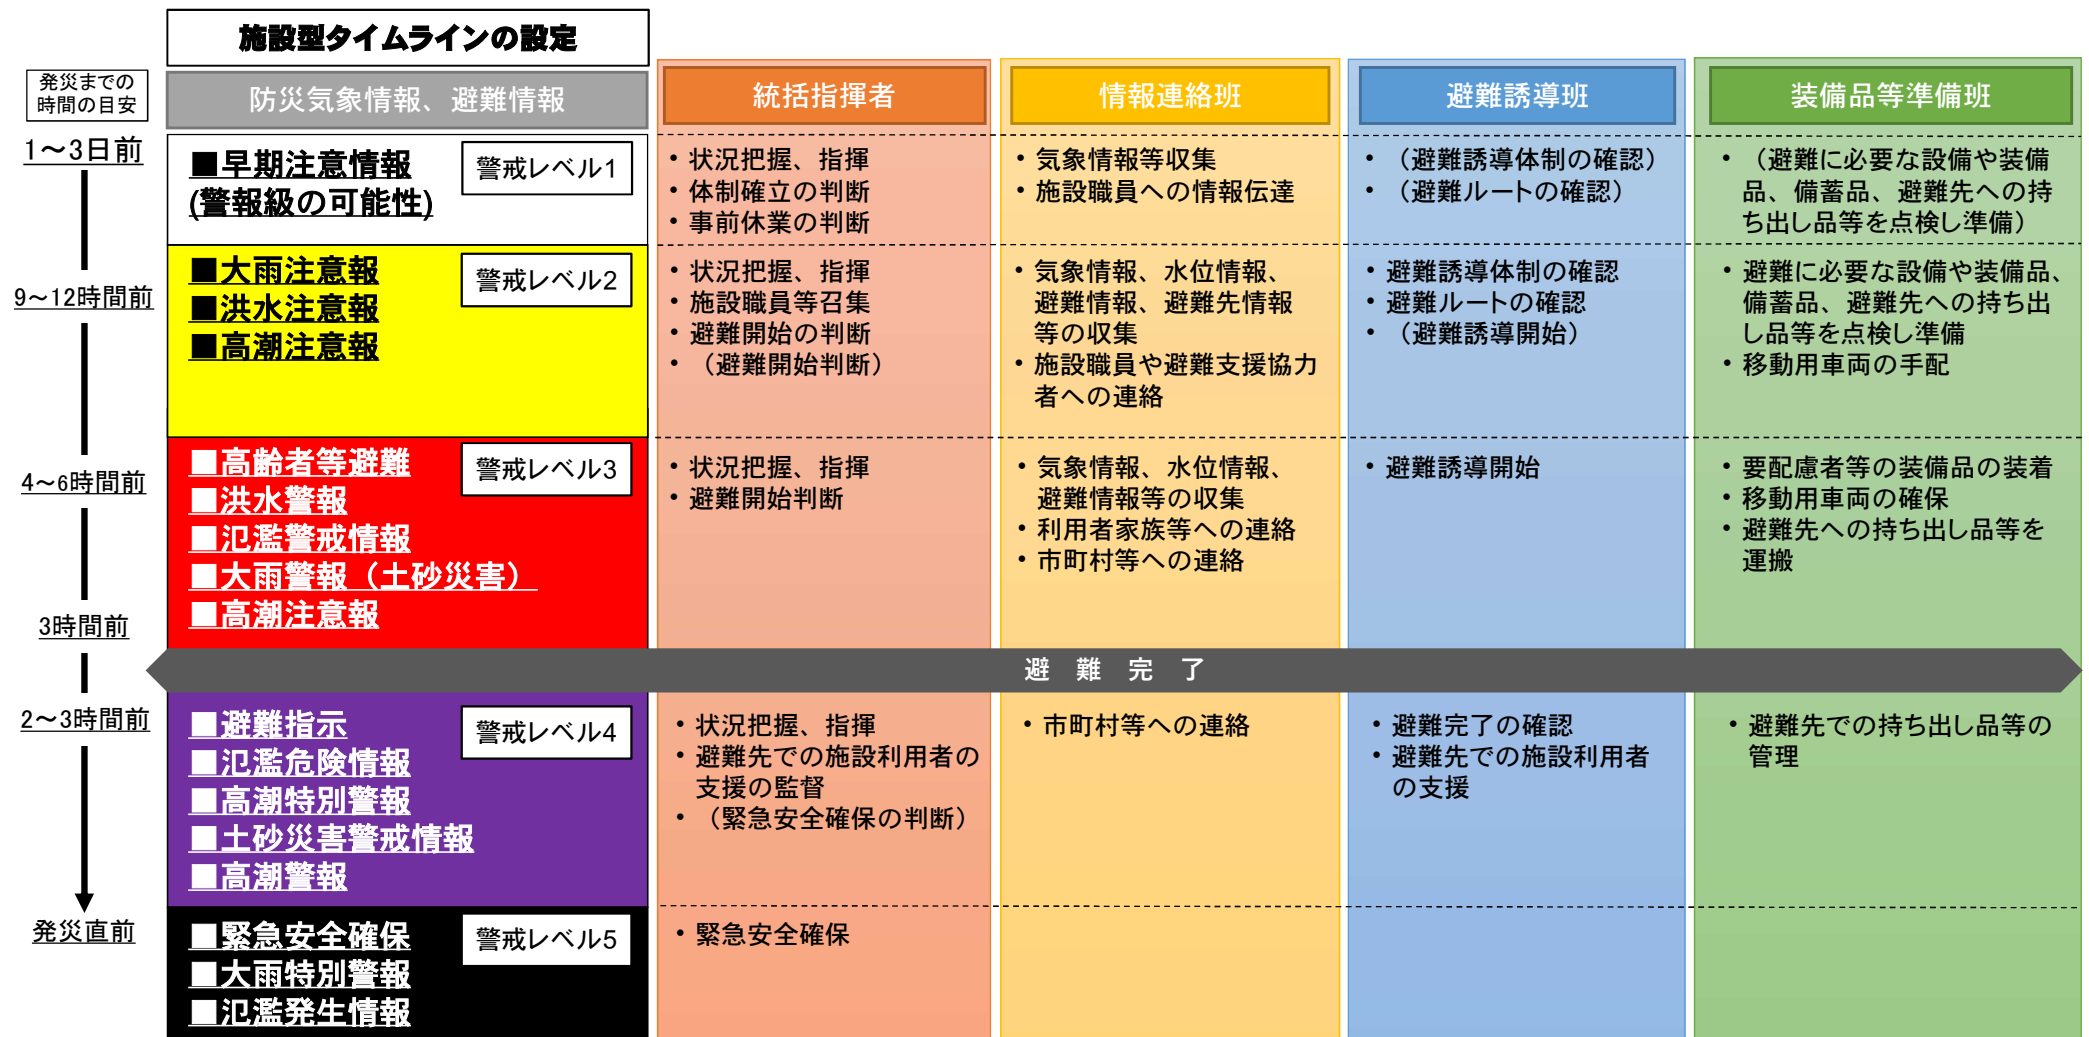 施設型タイムラインの設定
発災までの
時間の目安
防災気象情報、避難情報
統括指揮者
情報連絡班
避難誘導班
装備品等準備班
1～3日前
■早期注意情報
(警報級の可能性)
警戒レベル1
・状況把握、指揮
・体制確立の判断
・事前休業の判断
・気象情報等収集
・施設職員への情報伝達
・（避難誘導体制の確認）
・（避難ルートの確認）
・（避難に必要な設備や装備
品、備蓄品、避難先への持
ち出し品等を点検し準備）
9～12時間前
■大雨注意報
■洪水注意報
■高潮注意報
警戒レベル2
・状況把握、指揮
・施設職員等召集
・避難開始の判断
・（避難開始判断）
・気象情報、水位情報、
避難情報、避難先情報
等の収集
・施設職員や避難支援協力
者への連絡
・避難誘導体制の確認
・避難ルートの確認
・（避難誘導開始）
・避難に必要な設備や装備品、
備蓄品、避難先への持ち出
し品等を点検し準備
・移動用車両の手配
4～6時間前
■高齢者等避難
■洪水警報
■氾濫警戒情報
■大雨警報（土砂災害）
■高潮注意報
警戒レベル3
・状況把握、指揮
・避難開始判断
・気象情報、水位情報、
避難情報等の収集
・利用者家族等への連絡
・市町村等への連絡
・避難誘導開始
・要配慮者等の装備品の装着
・移動用車両の確保
・避難先への持ち出し品等を
運搬
3時間前
避 難 完 了
2～3時間前
■避難指示
■氾濫危険情報
■高潮特別警報
■土砂災害警戒情報
■高潮警報
警戒レベル4
・状況把握、指揮
・避難先での施設利用者の
支援の監督
・（緊急安全確保の判断）
・市町村等への連絡
・避難完了の確認
・避難先での施設利用者
の支援
・避難先での持ち出し品等の
管理
発災直前
■緊急安全確保
■大雨特別警報
■氾濫発生情報
警戒レベル5
・緊急安全確保